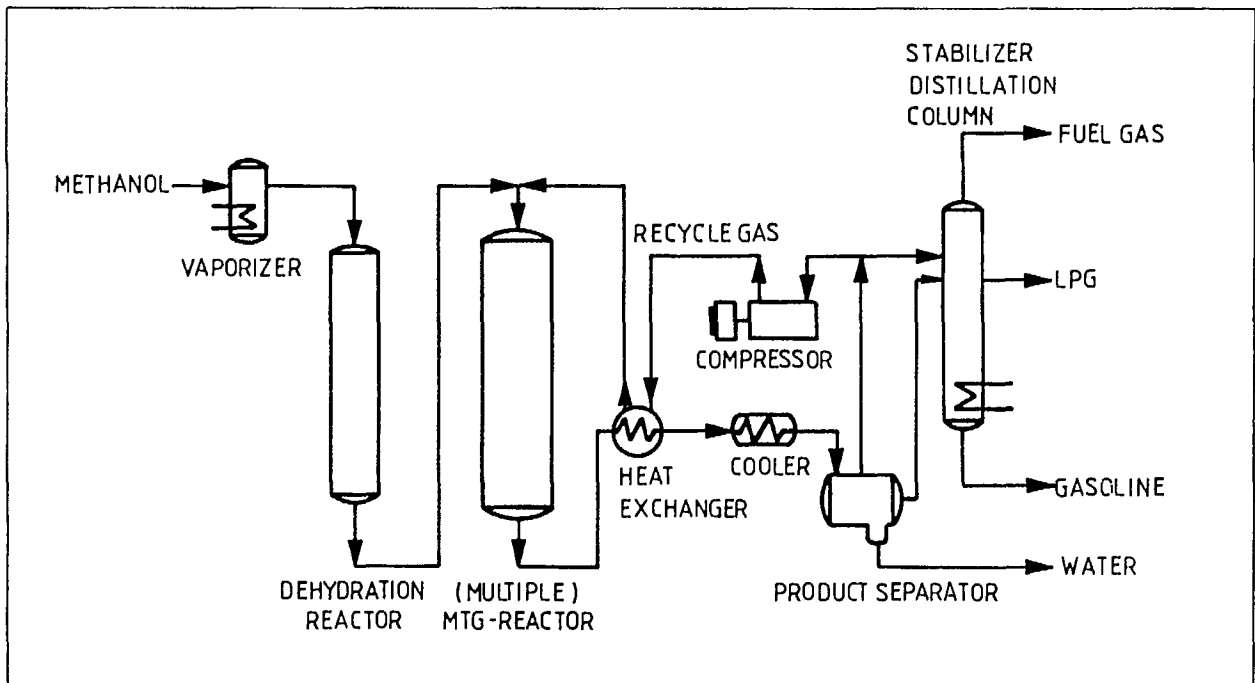 STABILIZER
DISTILLATION
COLUMN
FUEL GAS
METHANOL
VAPORIZER
RECYCLE GAS
LPG
COMPRESSOR
HEAT
EXCHANGER
COOLER
GASOLINE
WATER
DEHYDRATION
REACTOR
(MULTIPLE)
MTG-REACTOR
PRODUCT SEPARATOR